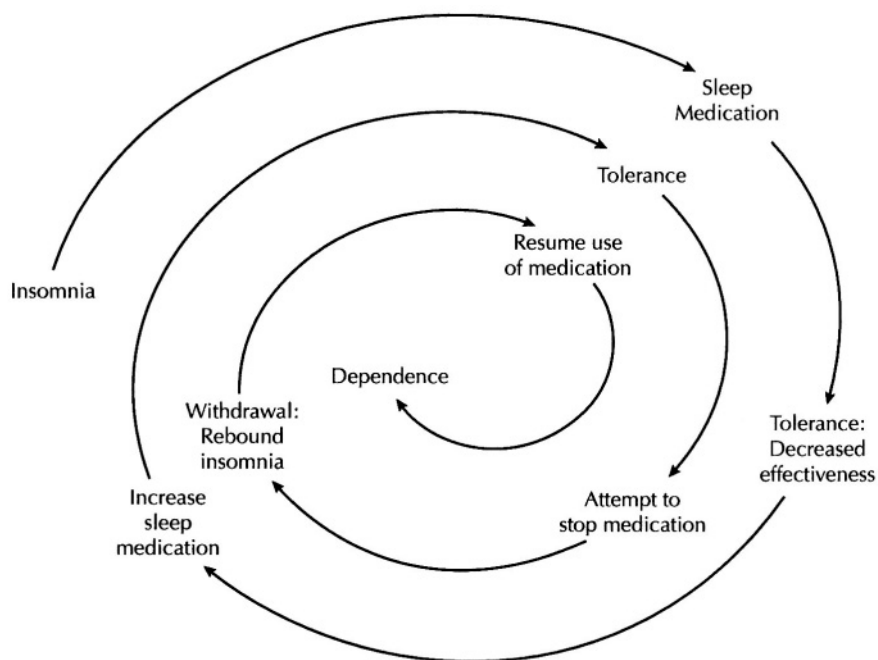 Insomnia
Sleep
Medication
Tolerance:
Decreased
effectiveness
Increase
sleep
medication
Tolerance
Attempt to
stop medication
Withdrawal:
Rebound
insomnia
Resume use
of medication
Dependence